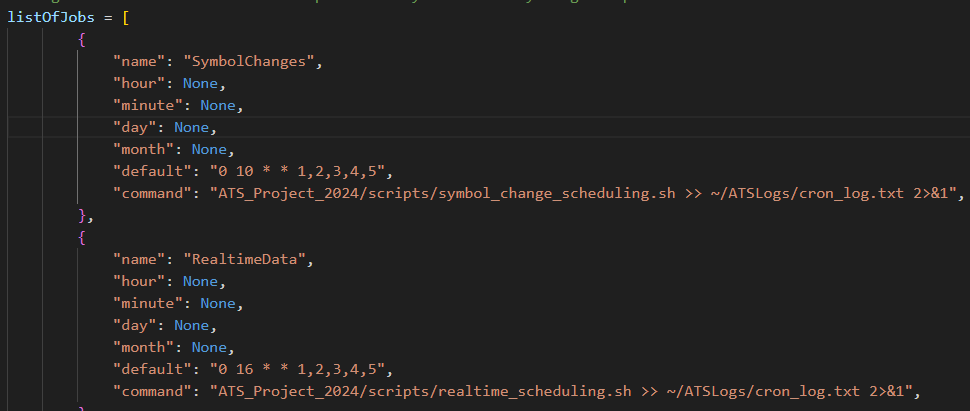 listOfJobs = [
{
"name": "SymbolChanges",
"hour": None,
"minute": None,
"day": None,
"month": None,
"default": "0 10 * * 1,2,3,4,5",
"command": "ATS_Project_2024/scripts/symbol_change_scheduling.sh >> ~/ATSLogs/cron_log.txt 2>&1",
},
{
"name": "RealtimeData",
"hour": None,
"minute": None,
"day": None,
"month": None,
"default": "0 16 * * 1,2,3,4,5",
"command": "ATS_Project_2024/scripts/realtime_scheduling.sh >> ~/ATSLogs/cron_log.txt 2>&1",